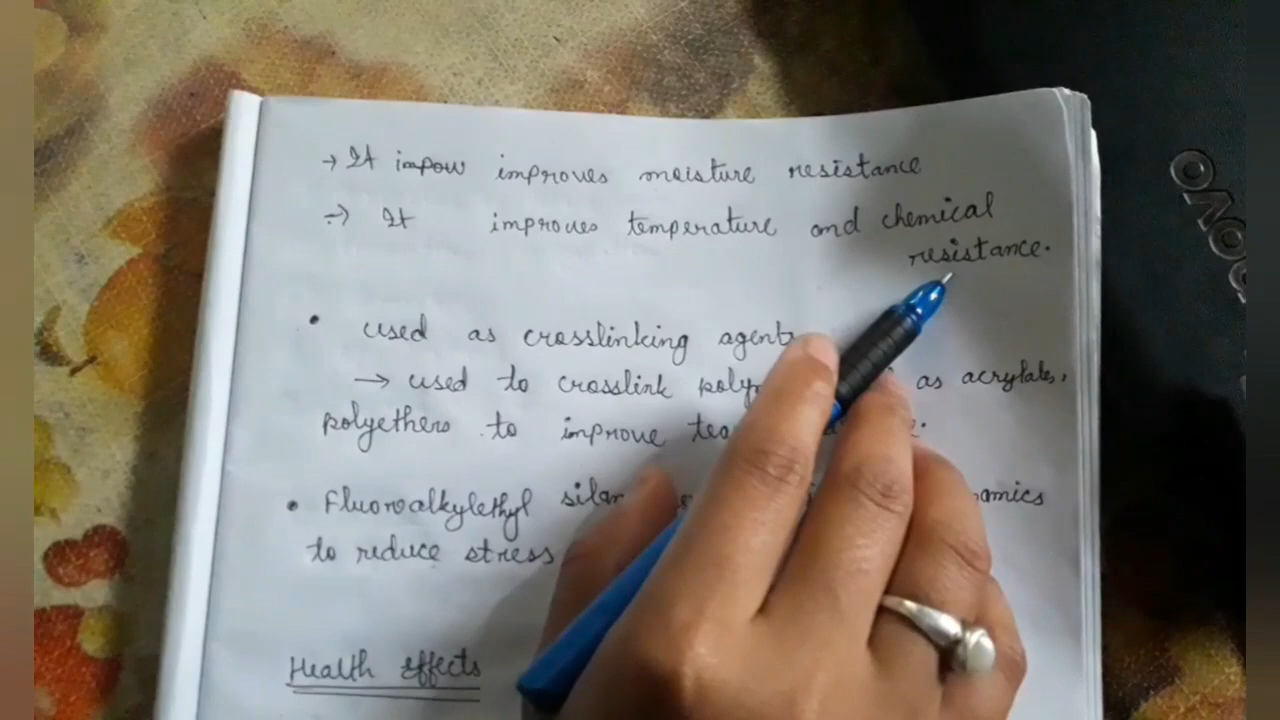 → It impow improves moisture resistance
→ It improves temperature and chemical
resistance.
• used as crosslinking agent
→ used to crosslink as acrylates,
polyethers to improve
• Fluoroalkylethyl
to reduce stress
Health Effects
VOVO